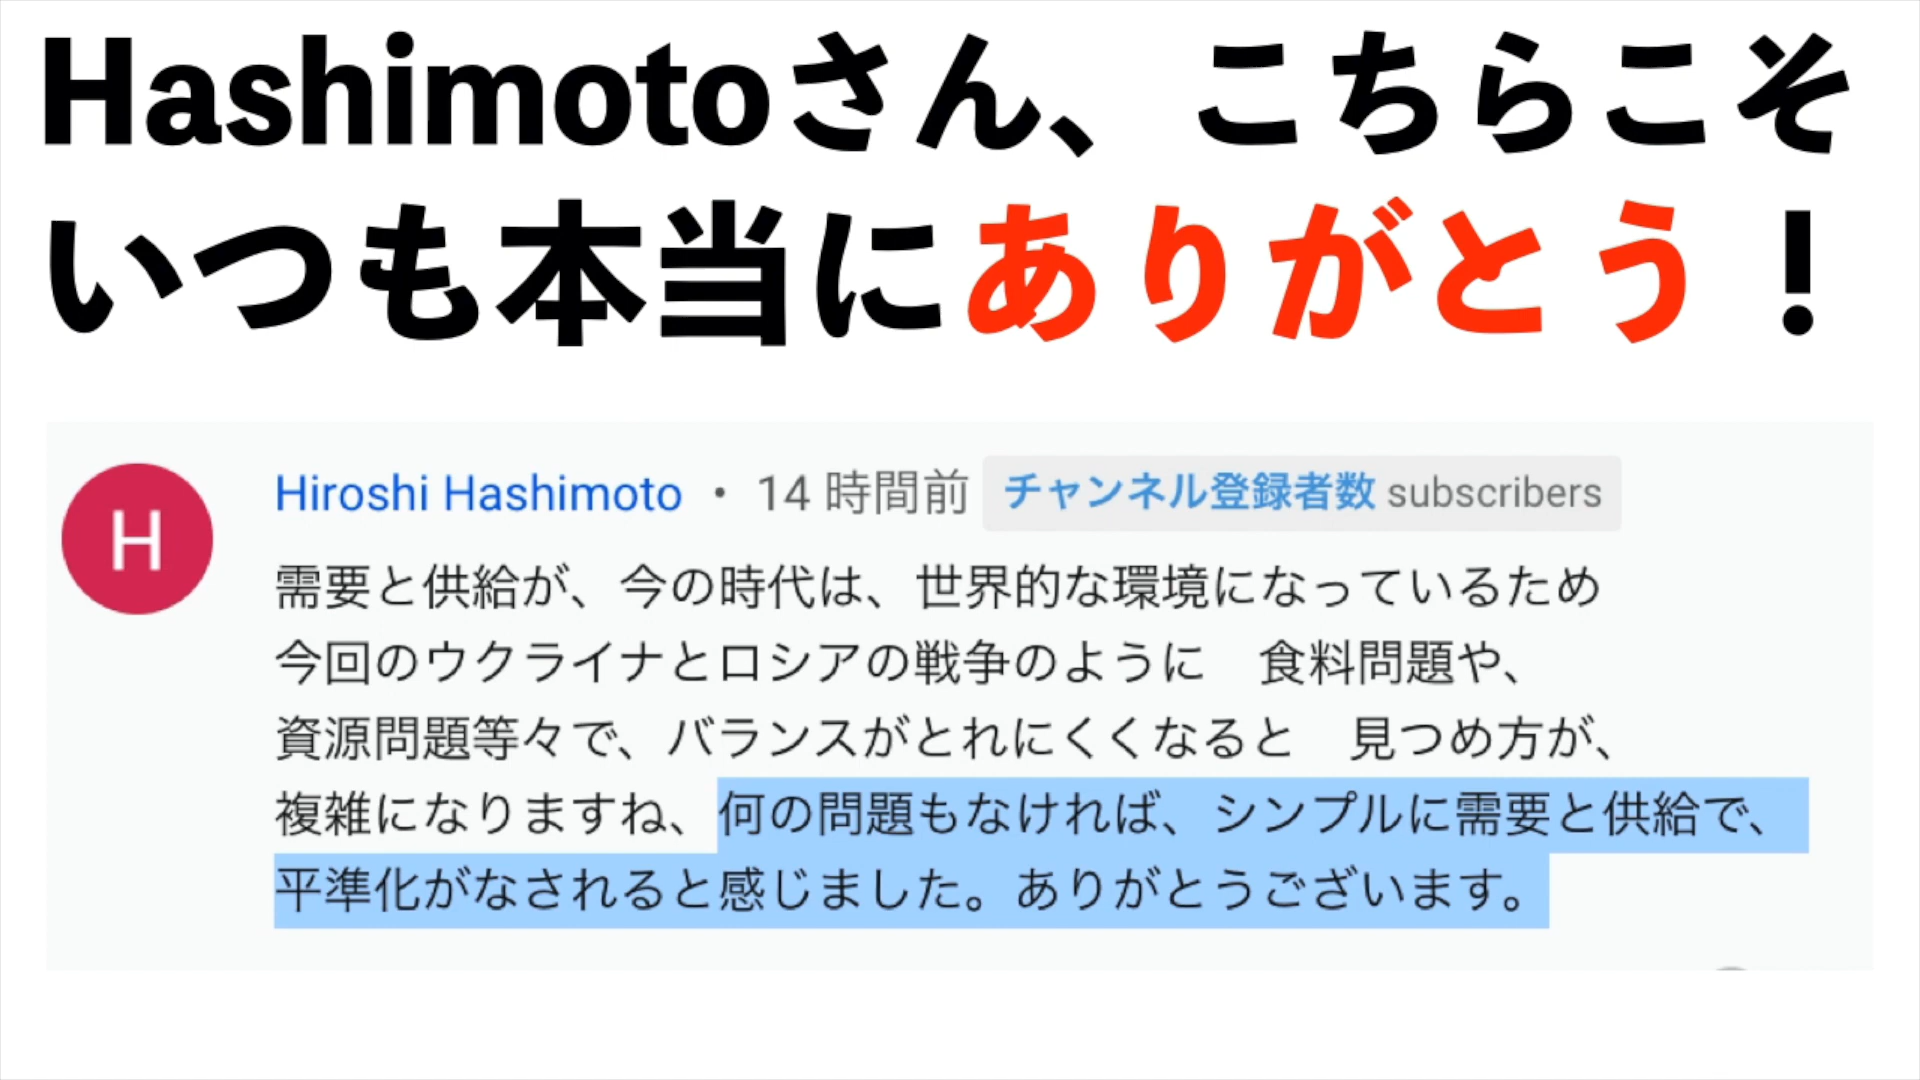 Hashimotoさん、こちらこそ
いつも本当にありがとう！
H
Hiroshi Hashimoto ・ 14 時間前 チャンネル登録者数 subscribers
需要と供給が、今の時代は、世界的な環境になっているため
今回のウクライナとロシアの戦争のように　食料問題や、
資源問題等々で、バランスがとれにくくなると　見つめ方が、
複雑になりますね、何の問題もなければ、シンプルに需要と供給で、
平準化がなされると感じました。ありがとうございます。